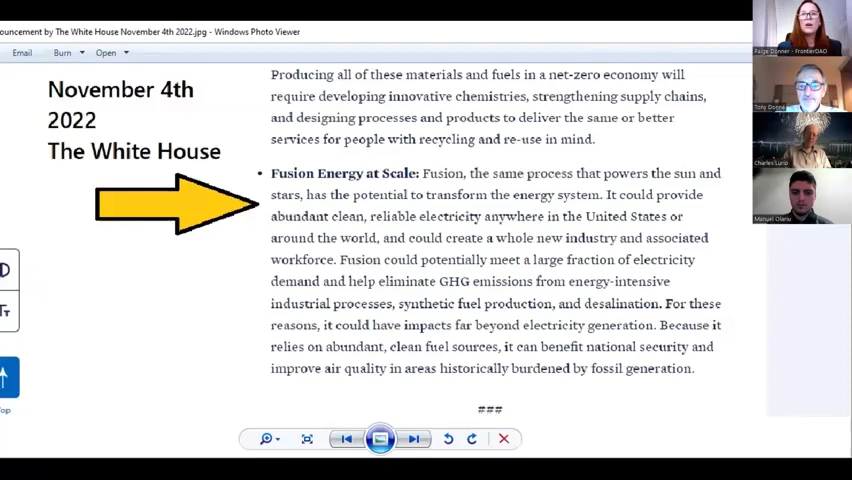 ouncement by The White House November 4th 2022.jpg - Windows Photo Viewer
Email Burn Open
November 4th
2022
The White House
Producing all of these materials and fuels in a net-zero economy will
require developing innovative chemistries, strengthening supply chains,
and designing processes and products to deliver the same or better
services for people with recycling and re-use in mind.
• Fusion Energy at Scale: Fusion, the same process that powers the sun and
stars, has the potential to transform the energy system. It could provide
abundant clean, reliable electricity anywhere in the United States or
around the world, and could create a whole new industry and associated
workforce. Fusion could potentially meet a large fraction of electricity
demand and help eliminate GHG emissions from energy-intensive
industrial processes, synthetic fuel production, and desalination. For these
reasons, it could have impacts far beyond electricity generation. Because it
relies on abundant, clean fuel sources, it can benefit national security and
improve air quality in areas historically burdened by fossil generation.
###
Tт
op
Paige Donner - FrontierDAO
Tony Donna
Charles Lurio
Manuel Olariu